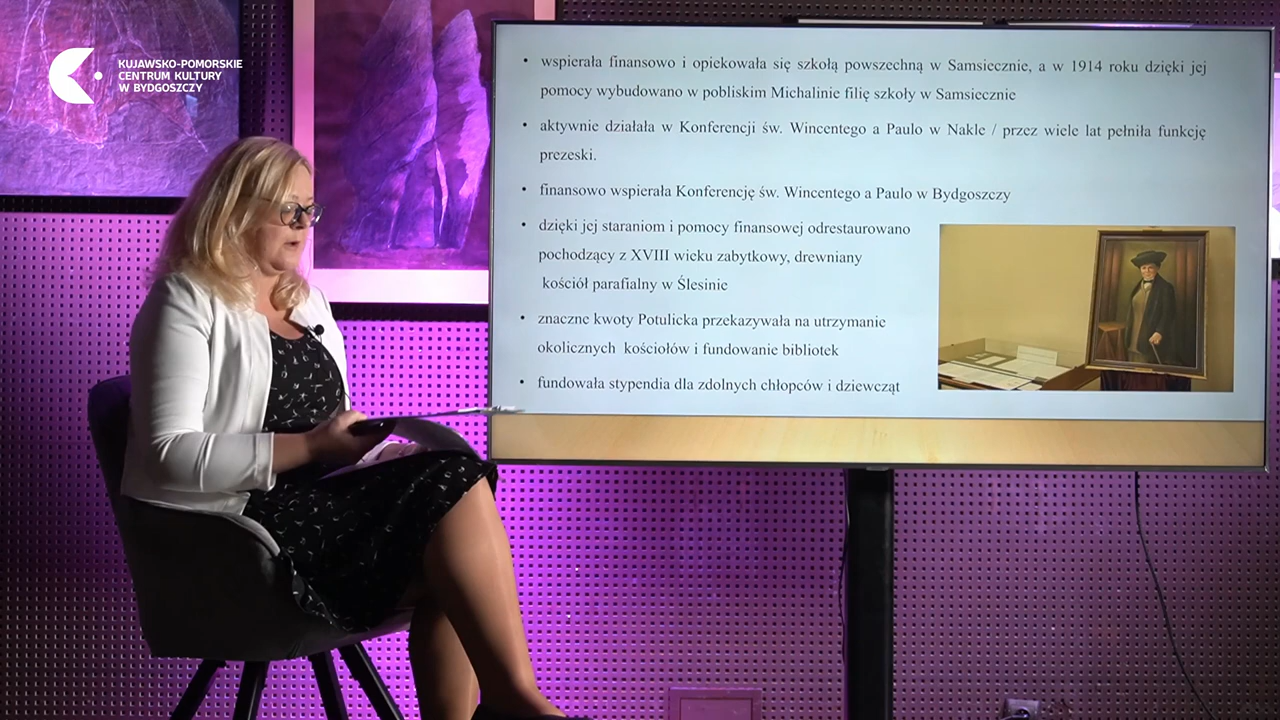 KUJAWSKO-POMORSKIE
CENTRUM KULTURY
W BYDGOSZCZY
• wspierała finansowo i opiekowała się szkołą powszechną w Samsiecznie, a w 1914 roku dzięki jej
pomocy wybudowano w pobliskim Michalinie filię szkoły w Samsiecznie
• aktywnie działała w Konferencji św. Wincentego a Paulo w Nakle / przez wiele lat pełniła funkcję
prezeski.
• finansowo wspierała Konferencję św. Wincentego a Paulo w Bydgoszczy
• dzięki jej staraniom i pomocy finansowej odrestaurowano
pochodzący z XVIII wieku zabytkowy, drewniany
kościół parafialny w Ślesinie
• znaczne kwoty Potulicka przekazywała na utrzymanie
okolicznych kościołów i fundowanie bibliotek
• fundowała stypendia dla zdolnych chłopców i dziewcząt